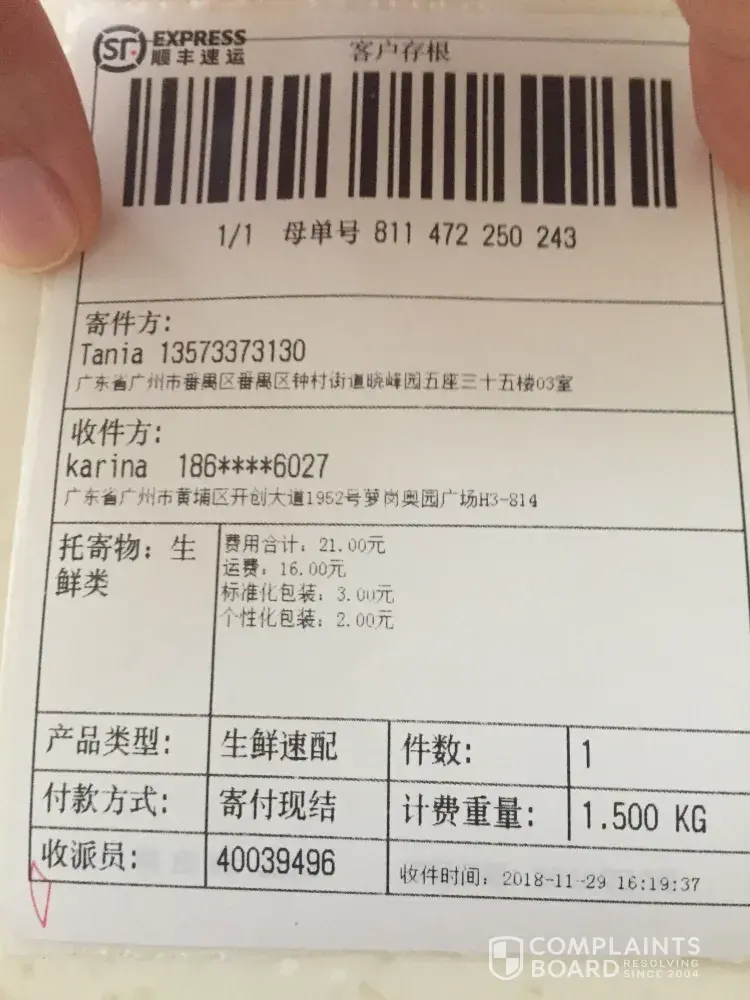 SF EXPRESS
顺丰速运
客户存根
1/1 母单号 811 472 250 243
寄件方:
Tania 13573373130
广东省广州市番禺区番禺区钟村街道晓峰园五座三十五楼03室
收件方:
karina 186****6027
广东省广州市黄埔区开创大道1952号萝岗奥园广场H3-814
托寄物: 生
鲜类
费用合计: 21.00元
运费: 16.00元
标准化包装: 3.00元
个性化包装: 2.00元
产品类型: 生鲜速配 件数: 1
付款方式: 寄付现结 计费重量: 1.500 KG
收派员: 40039496 收件时间: 2018-11-29 16:19:37
COMPLAINTS
BOARD RESOLVING SINCE 2004